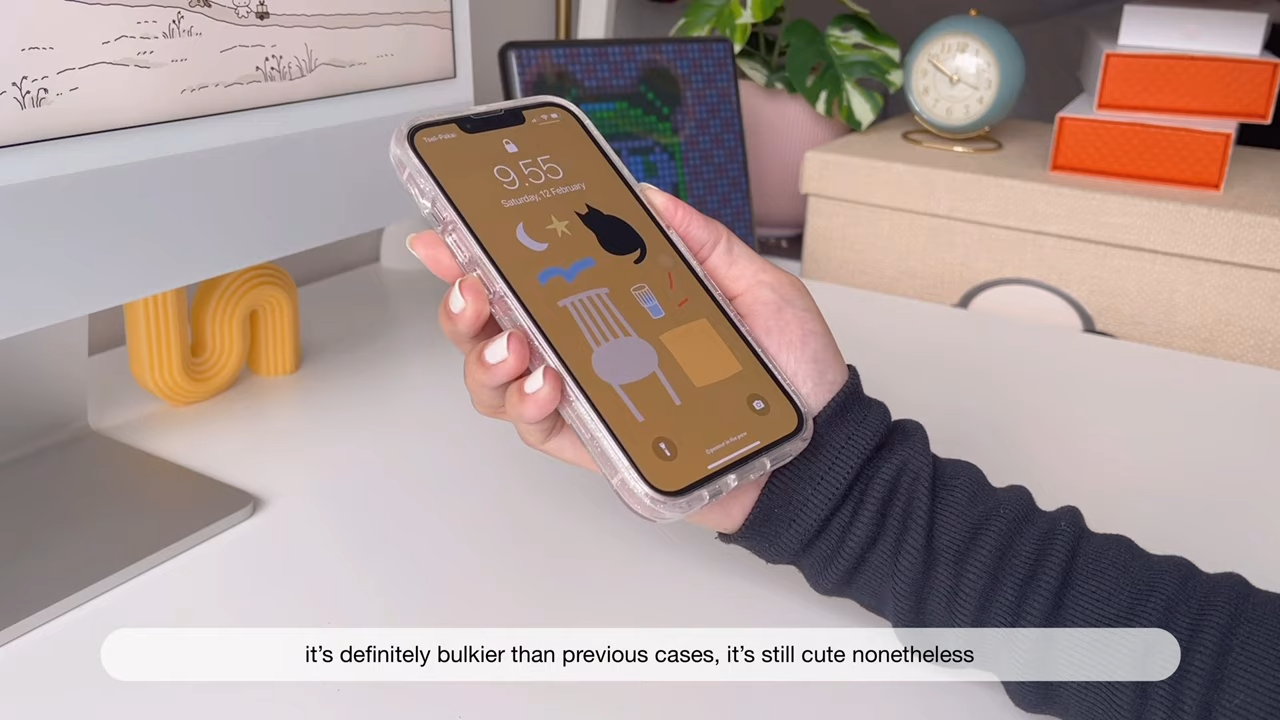 9.55
Saturday, 12 February
it's definitely bulkier than previous cases, it's still cute nonetheless